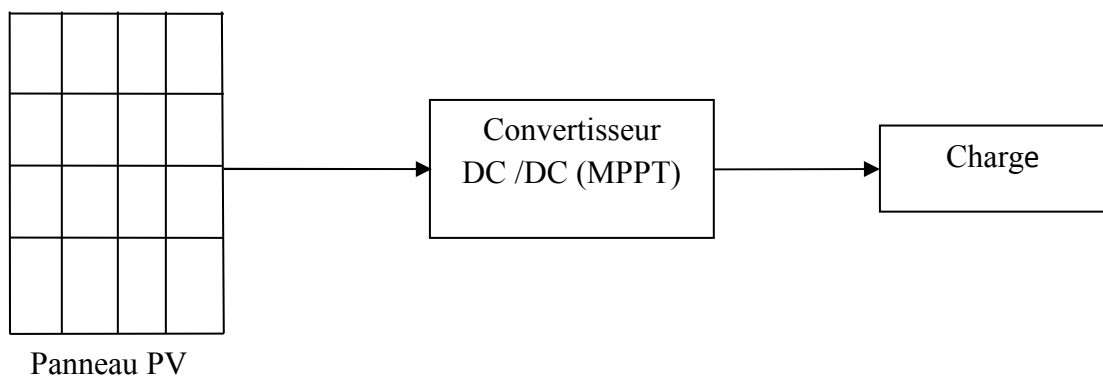 Convertisseur
DC /DC (MPPT)
Charge
Panneau PV